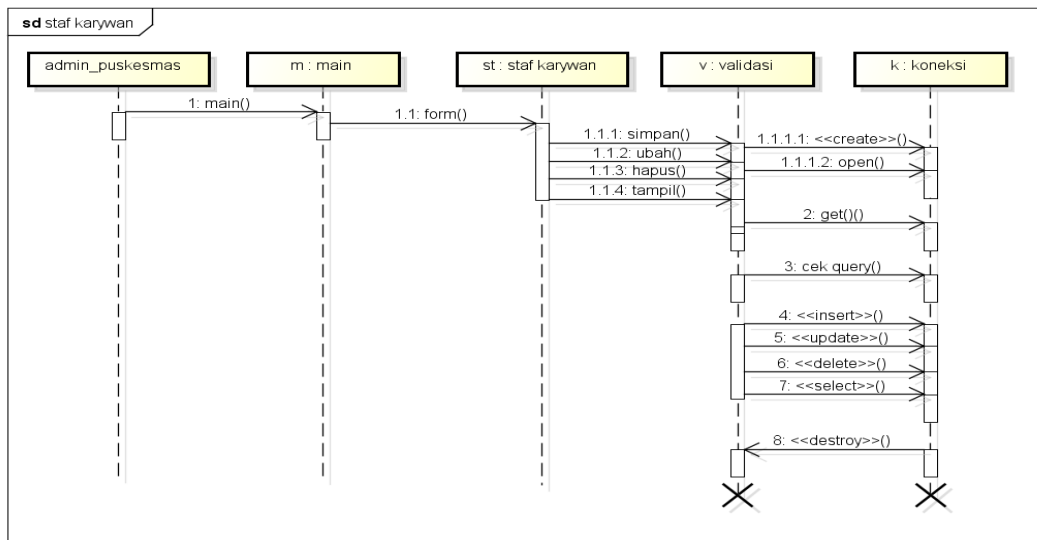 sd staf karywan
admin_puskesmas
m : main
st : staf karywan
v : validasi
k : koneksi
1: main()
1.1: form()
1.1.1: simpan()
1.1.1.1: <<create>>()
1.1.2: ubah()
1.1.1.2: open()
1.1.3: hapus()
1.1.4: tampil()
2: get()()
3: cek query()
4: <<insert>>()
5: <<update>>()
6: <<delete>>()
7: <<select>>()
8: <<destroy>>()